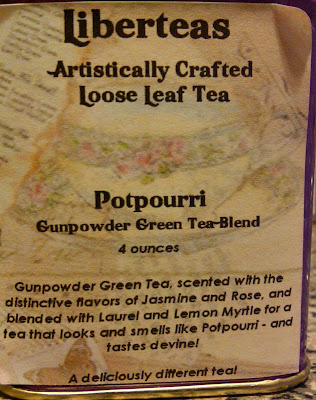 Liberteas
Artistically Crafted
Loose Leaf Tea
Potpourri
Gunpowder Green Tea Blend
4 ounces
Gunpowder Green Tea, scented with the
distinctive flavors of Jasmine and Rose, and
blended with Laurel and Lemon Myrtle for a
tea that looks and smells like Potpourri - and
tastes devine!
A deliciously different tea!